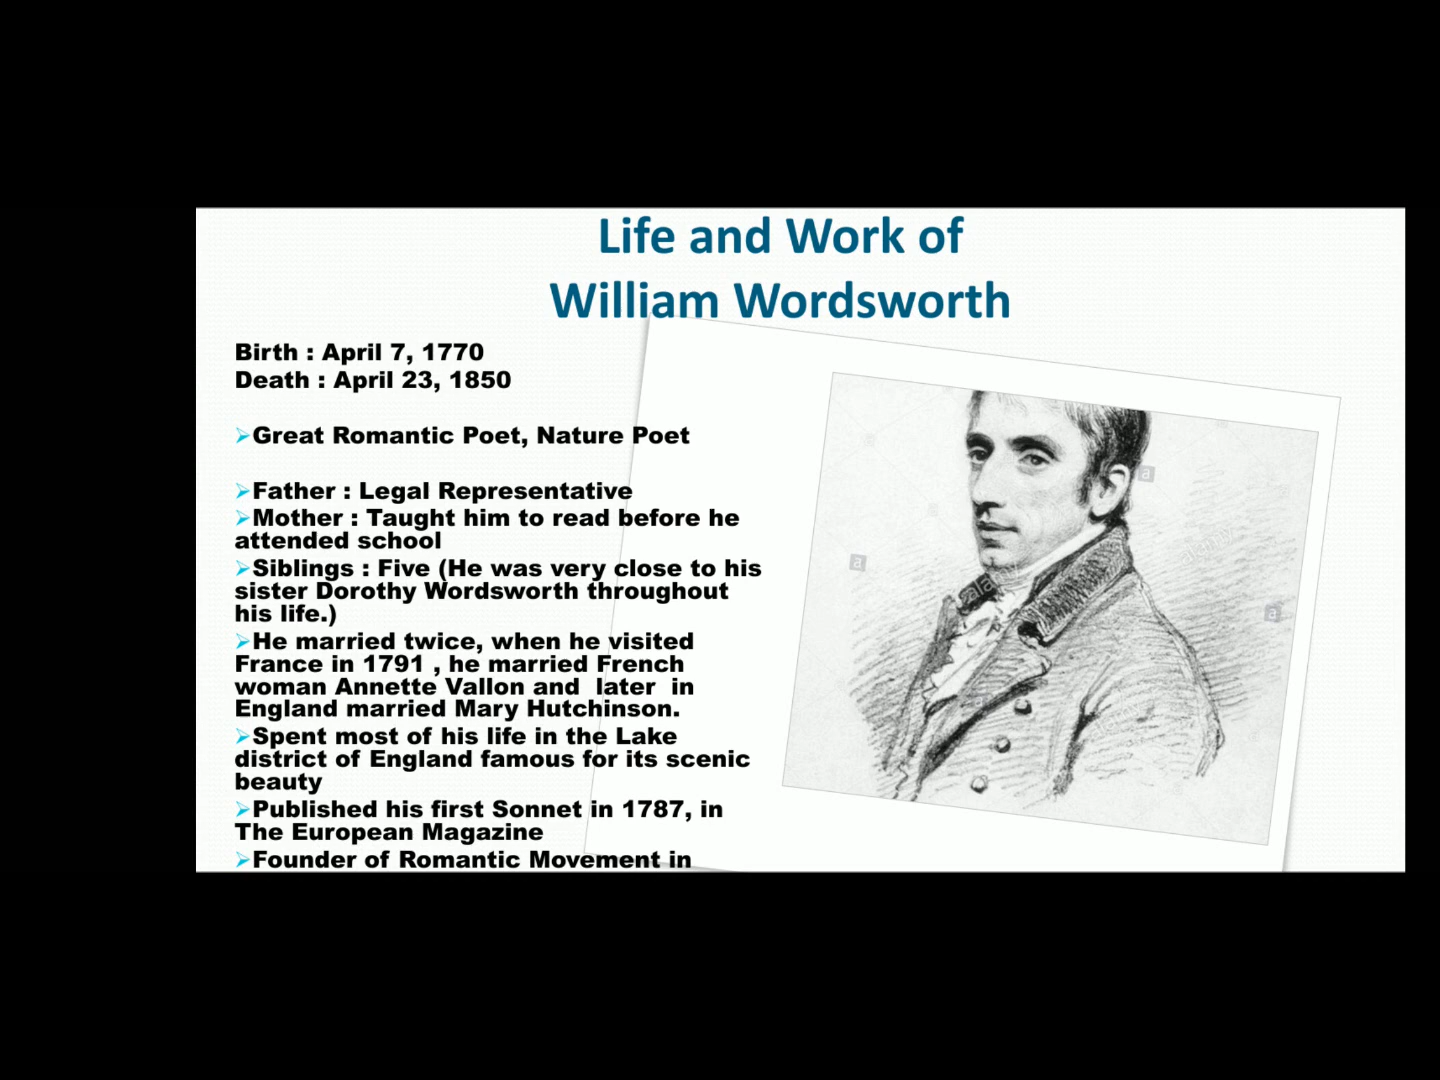 Life and Work of
William Wordsworth
Birth : April 7, 1770
Death : April 23, 1850
➢Great Romantic Poet, Nature Poet
➢Father : Legal Representative
➢Mother : Taught him to read before he
attended school
➢Siblings : Five (He was very close to his
sister Dorothy Wordsworth throughout
his life.)
➢He married twice, when he visited
France in 1791 , he married French
woman Annette Vallon and later in
England married Mary Hutchinson.
➢Spent most of his life in the Lake
district of England famous for its scenic
beauty
➢Published his first Sonnet in 1787, in
The European Magazine
➢Founder of Romantic Movement in
a
a
a